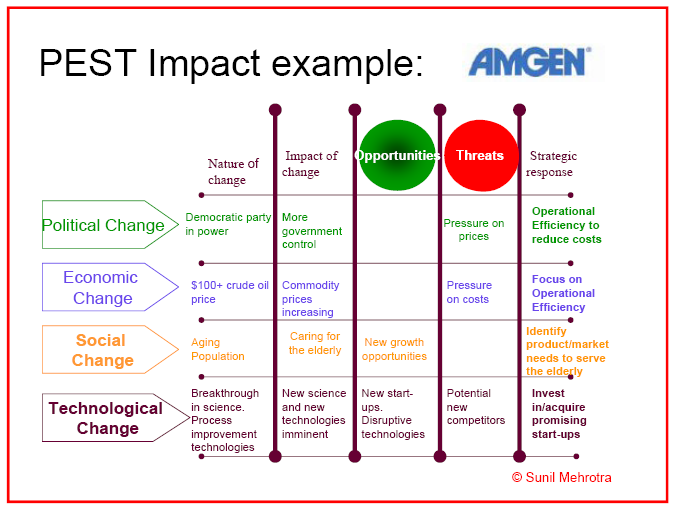 PEST Impact example:
AMGEN
Nature of
change
Impact of
change
Opportunities
Threats
Strategic
response
Political Change
Democratic party
in power
More
government
control
Pressure on
prices
Operational
Efficiency to
reduce costs
Economic
Change
$100+ crude oil
price
Commodity
prices
increasing
Pressure
on costs
Focus on
Operational
Efficiency
Social
Change
Aging
Population
Caring for
the elderly
New growth
opportunities
Identify
product/market
needs to serve
the elderly
Technological
Change
Breakthrough
in science.
Process
improvement
technologies
New science
and new
technologies
imminent
New start-
ups.
Disruptive
technologies
Potential
new
competitors
Invest
in/acquire
promising
start-ups
© Sunil Mehrotra